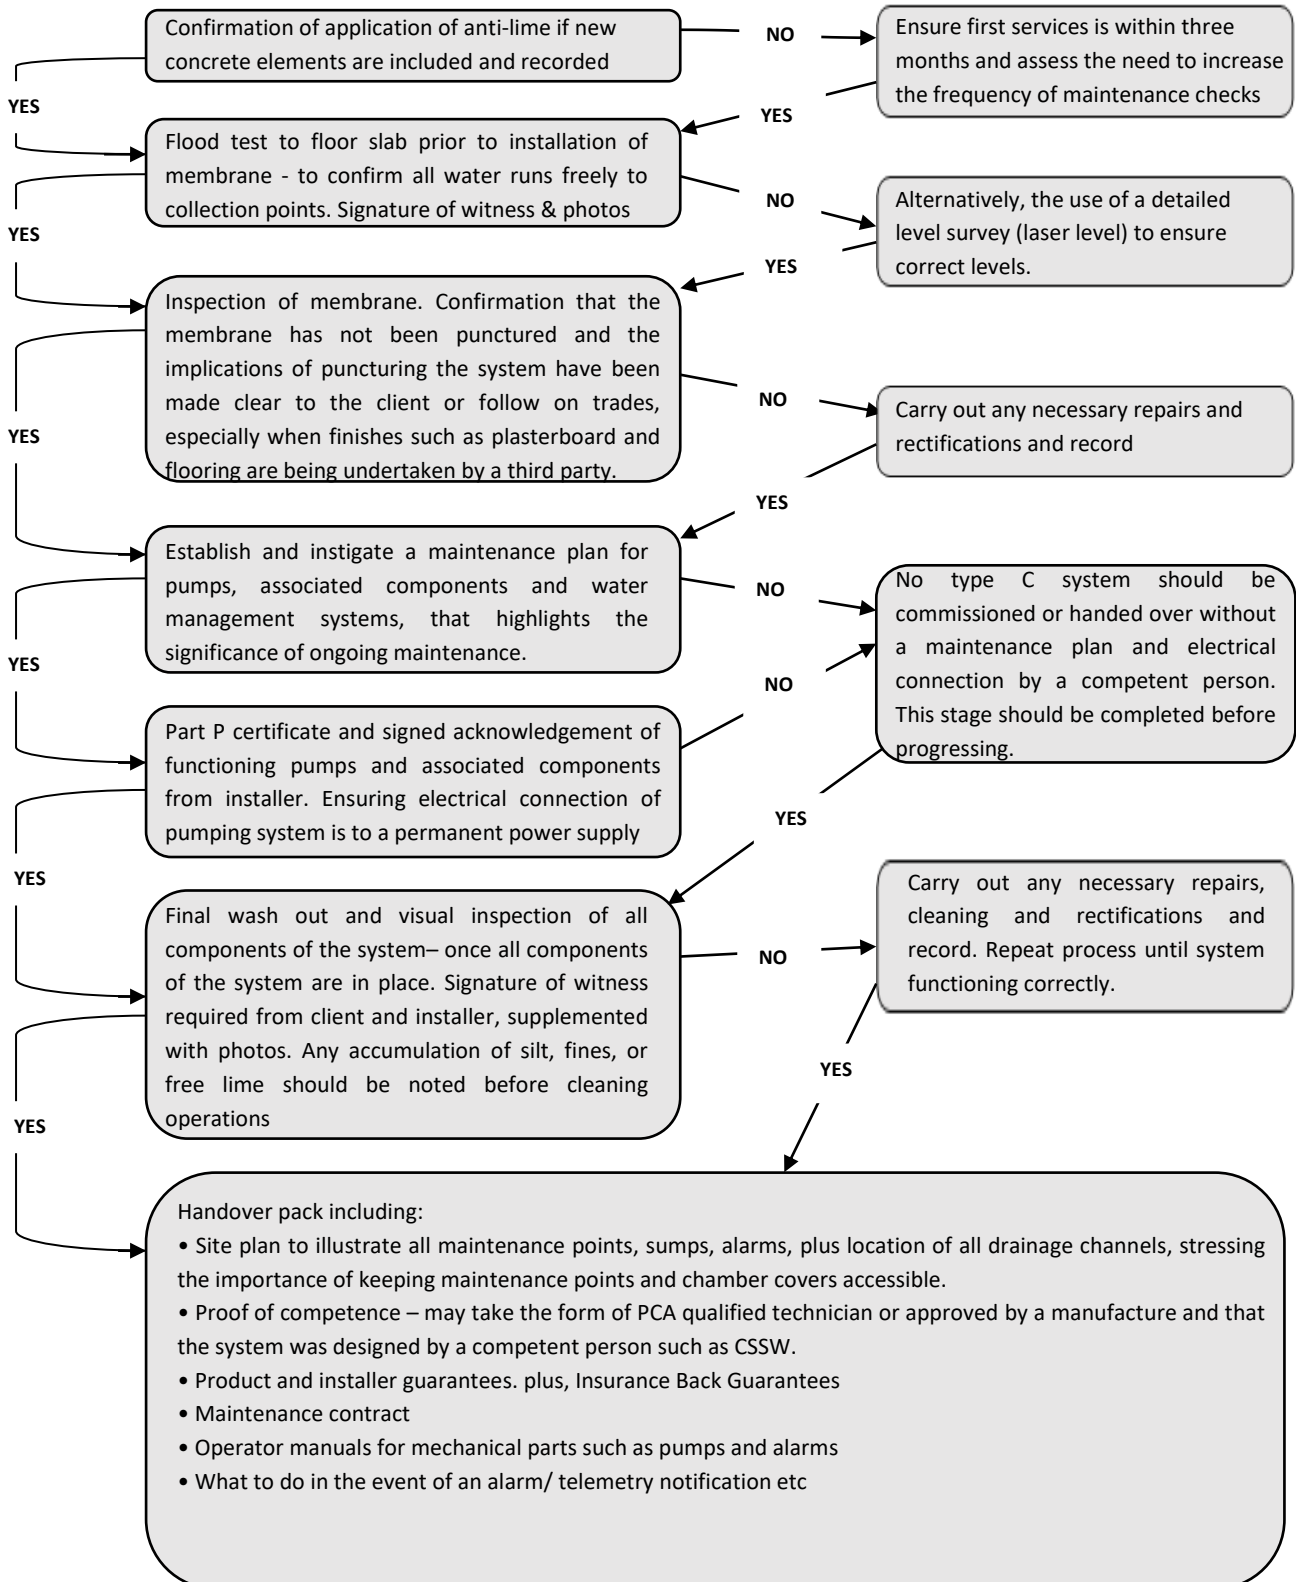 Confirmation of application of anti-lime if new
concrete elements are included and recorded
NO
Ensure first services is within three
months and assess the need to increase
the frequency of maintenance checks
YES
YES
Flood test to floor slab prior to installation of
membrane - to confirm all water runs freely to
collection points. Signature of witness & photos
NO
Alternatively, the use of a detailed
level survey (laser level) to ensure
correct levels.
YES
YES
Inspection of membrane. Confirmation that the
membrane has not been punctured and the
implications of puncturing the system have been
made clear to the client or follow on trades,
especially when finishes such as plasterboard and
flooring are being undertaken by a third party.
NO
Carry out any necessary repairs and
rectifications and record
YES
YES
Establish and instigate a maintenance plan for
pumps, associated components and water
management systems, that highlights the
significance of ongoing maintenance.
NO
No type C system should be
commissioned or handed over without
a maintenance plan and electrical
connection by a competent person.
This stage should be completed before
progressing.
YES
NO
Part P certificate and signed acknowledgement of
functioning pumps and associated components
from installer. Ensuring electrical connection of
pumping system is to a permanent power supply
YES
YES
Final wash out and visual inspection of all
components of the system– once all components
of the system are in place. Signature of witness
required from client and installer, supplemented
with photos. Any accumulation of silt, fines, or
free lime should be noted before cleaning
operations
NO
Carry out any necessary repairs,
cleaning and rectifications and
record. Repeat process until system
functioning correctly.
YES
YES
Handover pack including:
• Site plan to illustrate all maintenance points, sumps, alarms, plus location of all drainage channels, stressing
the importance of keeping maintenance points and chamber covers accessible.
• Proof of competence – may take the form of PCA qualified technician or approved by a manufacture and that
the system was designed by a competent person such as CSSW.
• Product and installer guarantees. plus, Insurance Back Guarantees
• Maintenance contract
• Operator manuals for mechanical parts such as pumps and alarms
• What to do in the event of an alarm/ telemetry notification etc